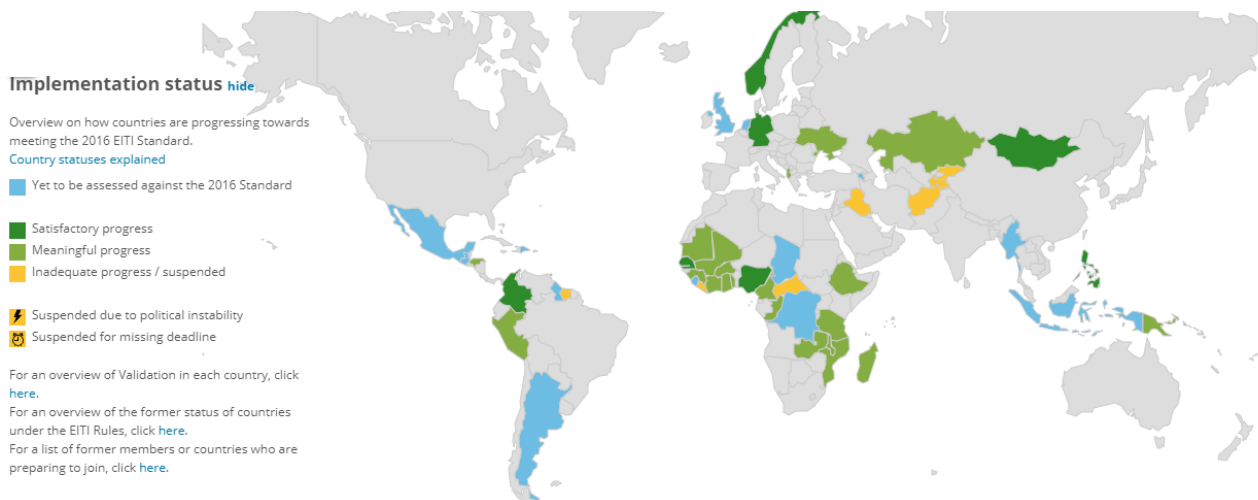 Implementation status hide
Overview on how countries are progressing towards
meeting the 2016 EITI Standard.
Country statuses explained
Yet to be assessed against the 2016 Standard
Satisfactory progress
Meaningful progress
Inadequate progress / suspended
Suspended due to political instability
Suspended for missing deadline
For an overview of Validation in each country, click
here.
For an overview of the former status of countries
under the EITI Rules, click here.
For a list of former members or countries who are
preparing to join, click here.